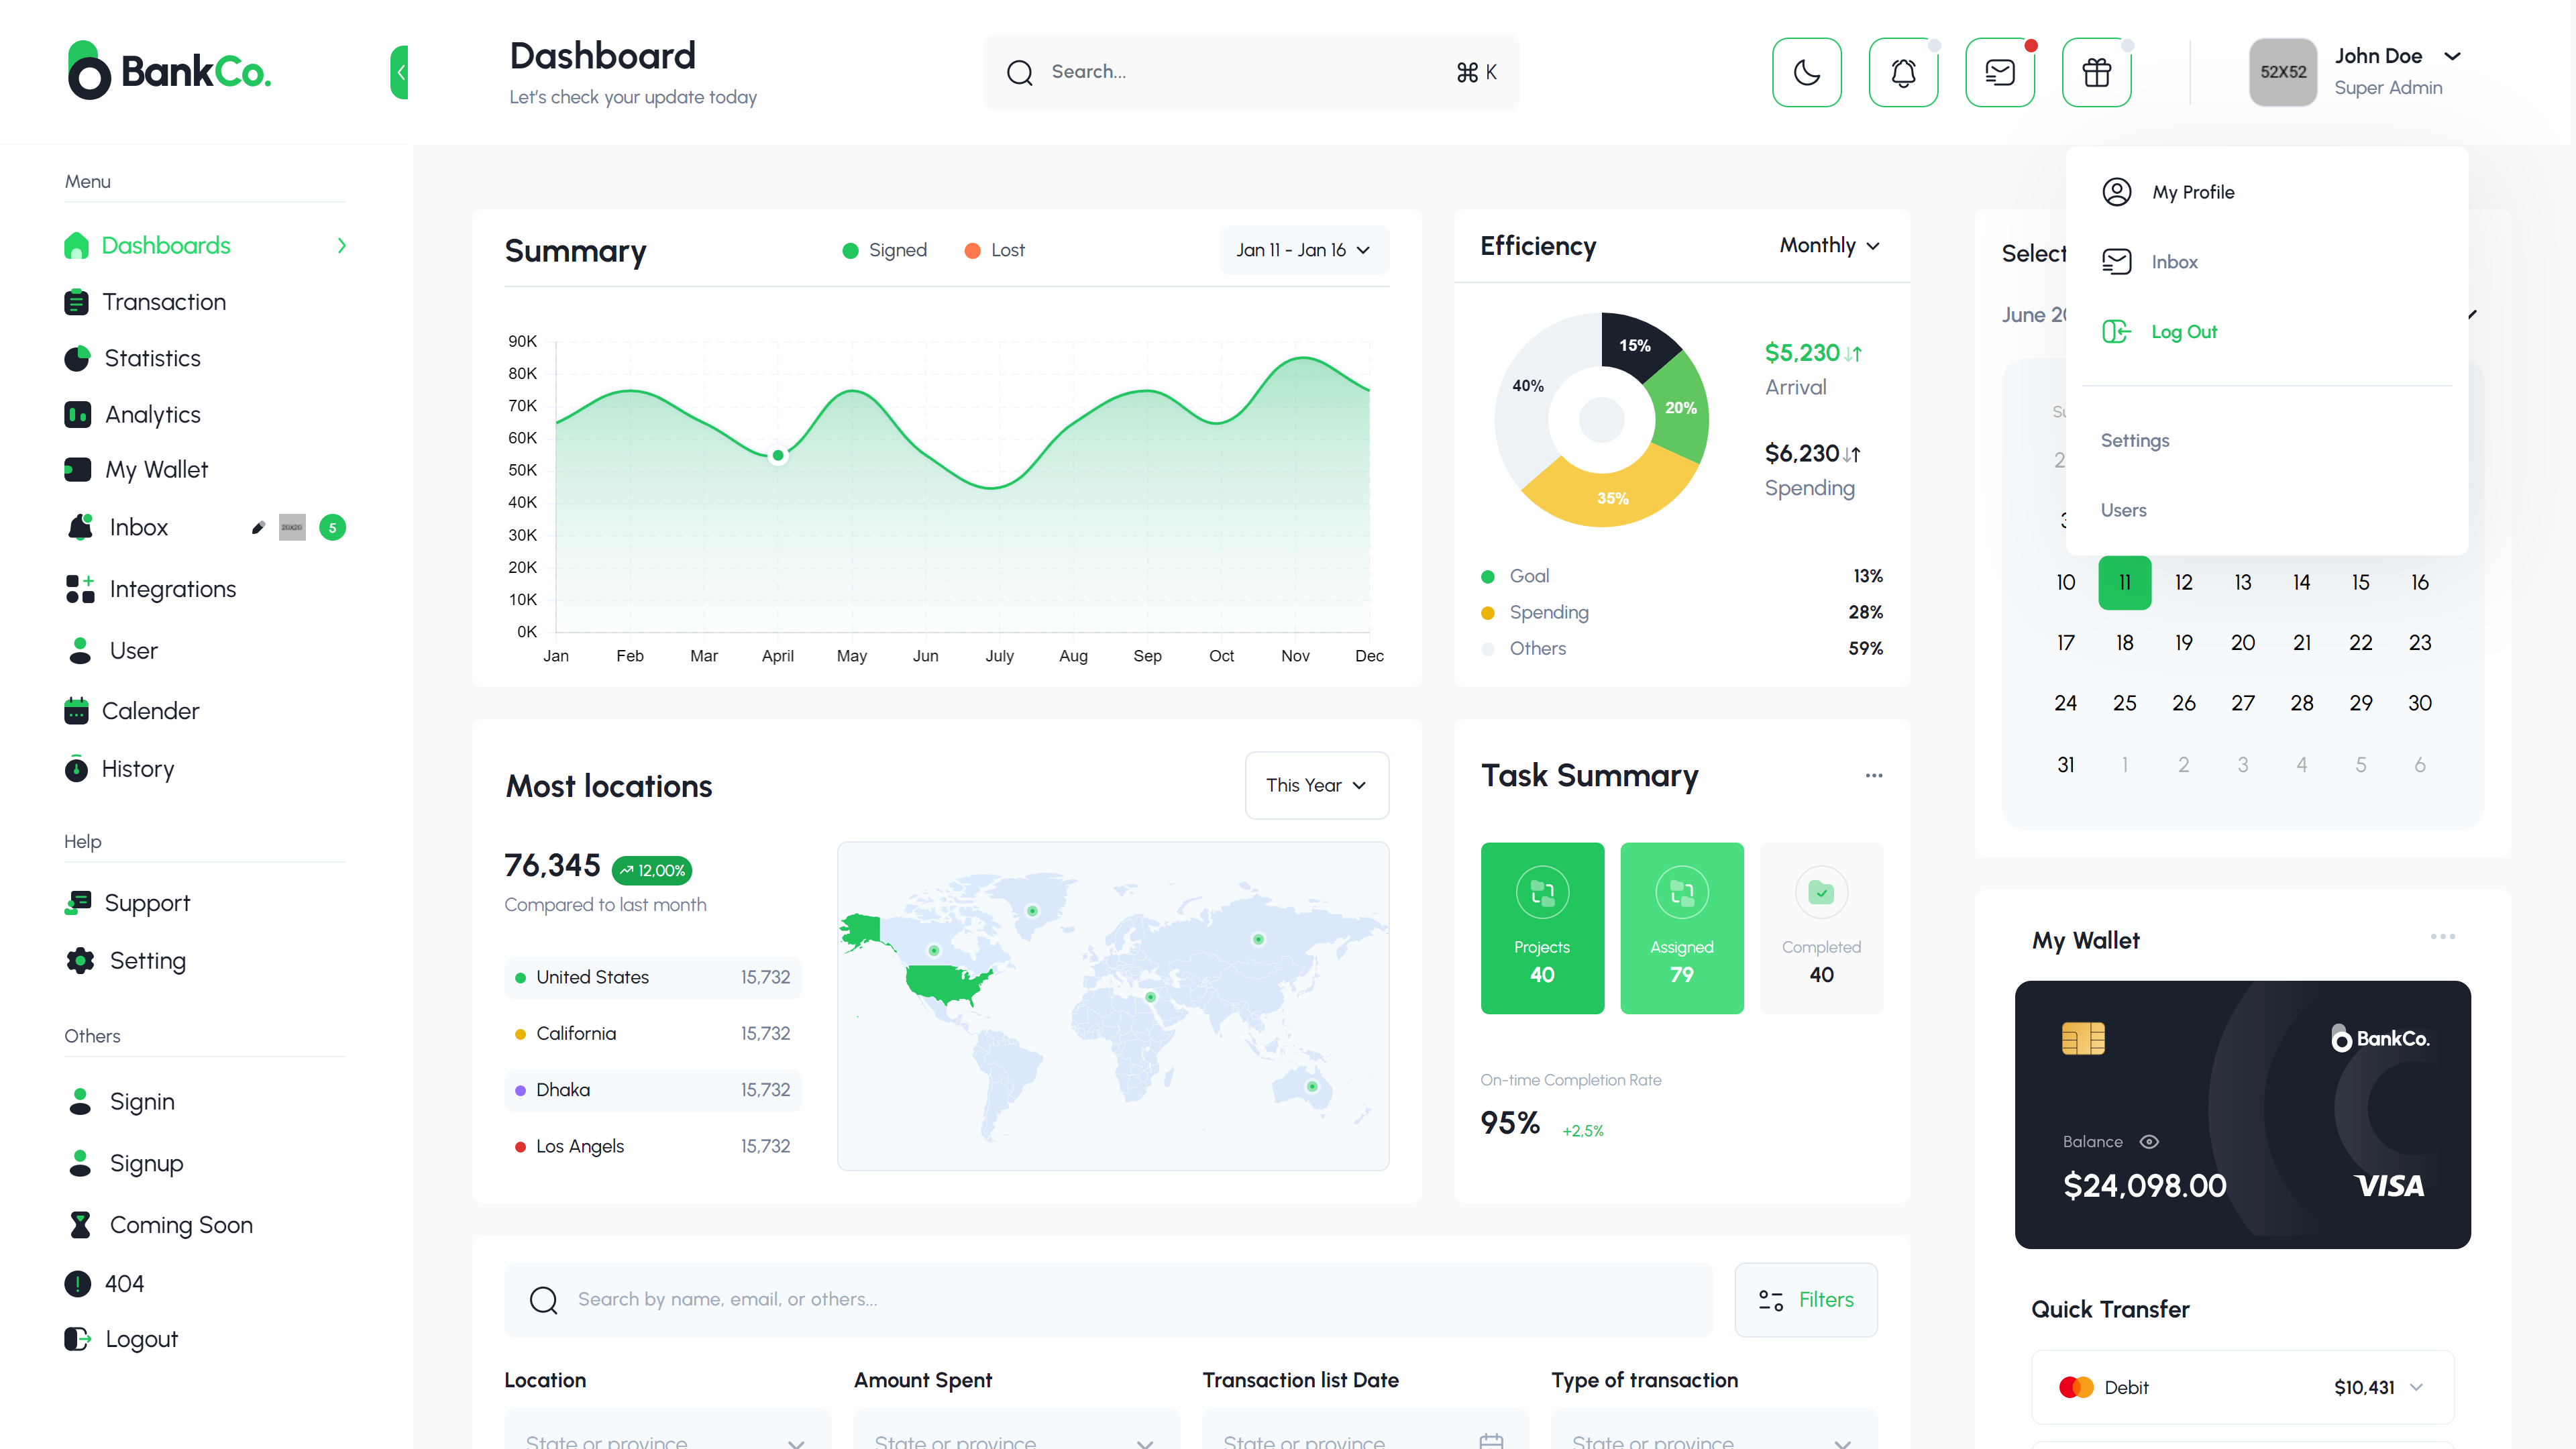 BankCo.
Dashboard
Let's check your update today
Search...
⌘ K
52X52
John Doe
Super Admin
Menu
Dashboards
Transaction
Statistics
Analytics
My Wallet
Inbox
20X20
5
Integrations
User
Calender
History
Help
Support
Setting
Others
Signin
Signup
Coming Soon
404
Logout
Summary
Signed
Lost
Jan 11 - Jan 16
90K
80K
70K
60K
50K
40K
30K
20K
10K
0K
Jan Feb Mar April May Jun July Aug Sep Oct Nov Dec
Efficiency
Monthly
15%
40%
20%
35%
$5,230
Arrival
$6,230
Spending
Goal 13%
Spending 28%
Others 59%
Select
June
My Profile
Inbox
Log Out
Settings
Users
10 11 12 13 14 15 16
17 18 19 20 21 22 23
24 25 26 27 28 29 30
31 1 2 3 4 5 6
Most locations
This Year
76,345
12,00%
Compared to last month
United States 15,732
California 15,732
Dhaka 15,732
Los Angels 15,732
Task Summary
Projects
40
Assigned
79
Completed
40
On-time Completion Rate
95%
+2,5%
My Wallet
BankCo.
Balance
$24,098.00
VISA
Quick Transfer
Debit
$10,431
Search by name, email, or others...
Filters
Location
Amount Spent
Transaction list Date
Type of transaction
State or province
State or province
State or province
State or province